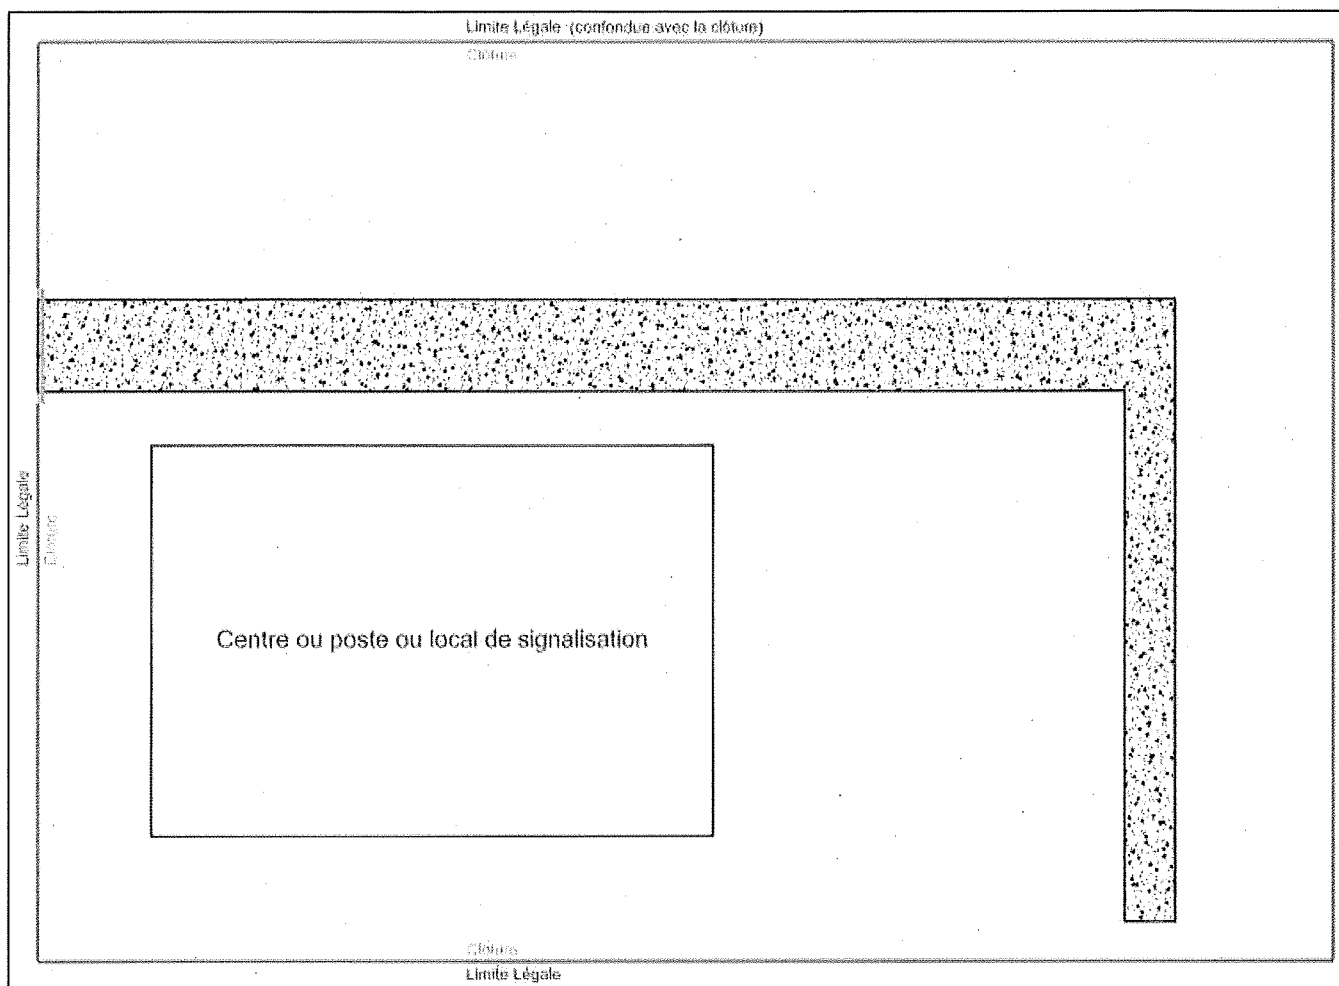 Limite Légale (confondue avec la clôture)
Clôture
Limite Légale
Clôture
Centre ou poste ou local de signalisation
Clôture
Limite Légale